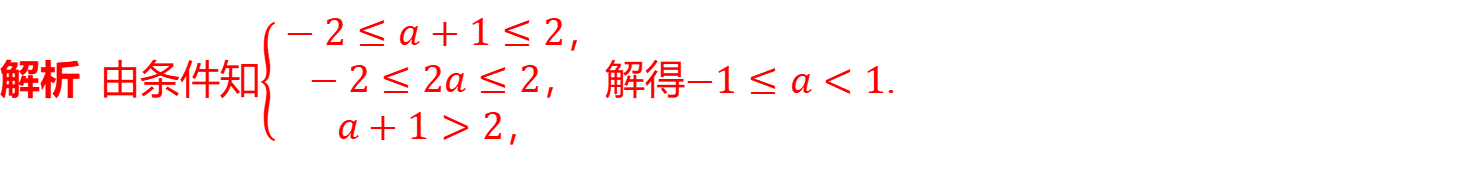 − 2 ≤ a + 1 ≤ 2,
解析 由条件知{ − 2 ≤ 2a ≤ 2, 解得−1 ≤ a < 1.
a + 1 > 2,